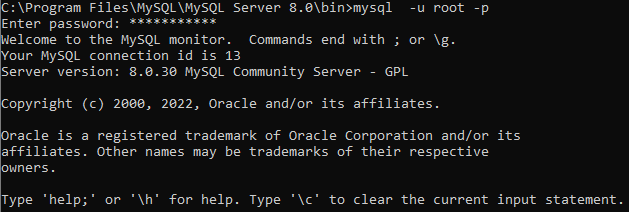 C:\Program Files\MySQL\MySQL Server 8.0\bin>mysql  -u root -p
Enter password: ***********
Welcome to the MySQL monitor.  Commands end with ; or \g.
Your MySQL connection id is 13
Server version: 8.0.30 MySQL Community Server - GPL
Copyright (c) 2000, 2022, Oracle and/or its affiliates.
Oracle is a registered trademark of Oracle Corporation and/or its
affiliates. Other names may be trademarks of their respective
owners.
Type 'help;' or '\h' for help. Type '\c' to clear the current input statement.